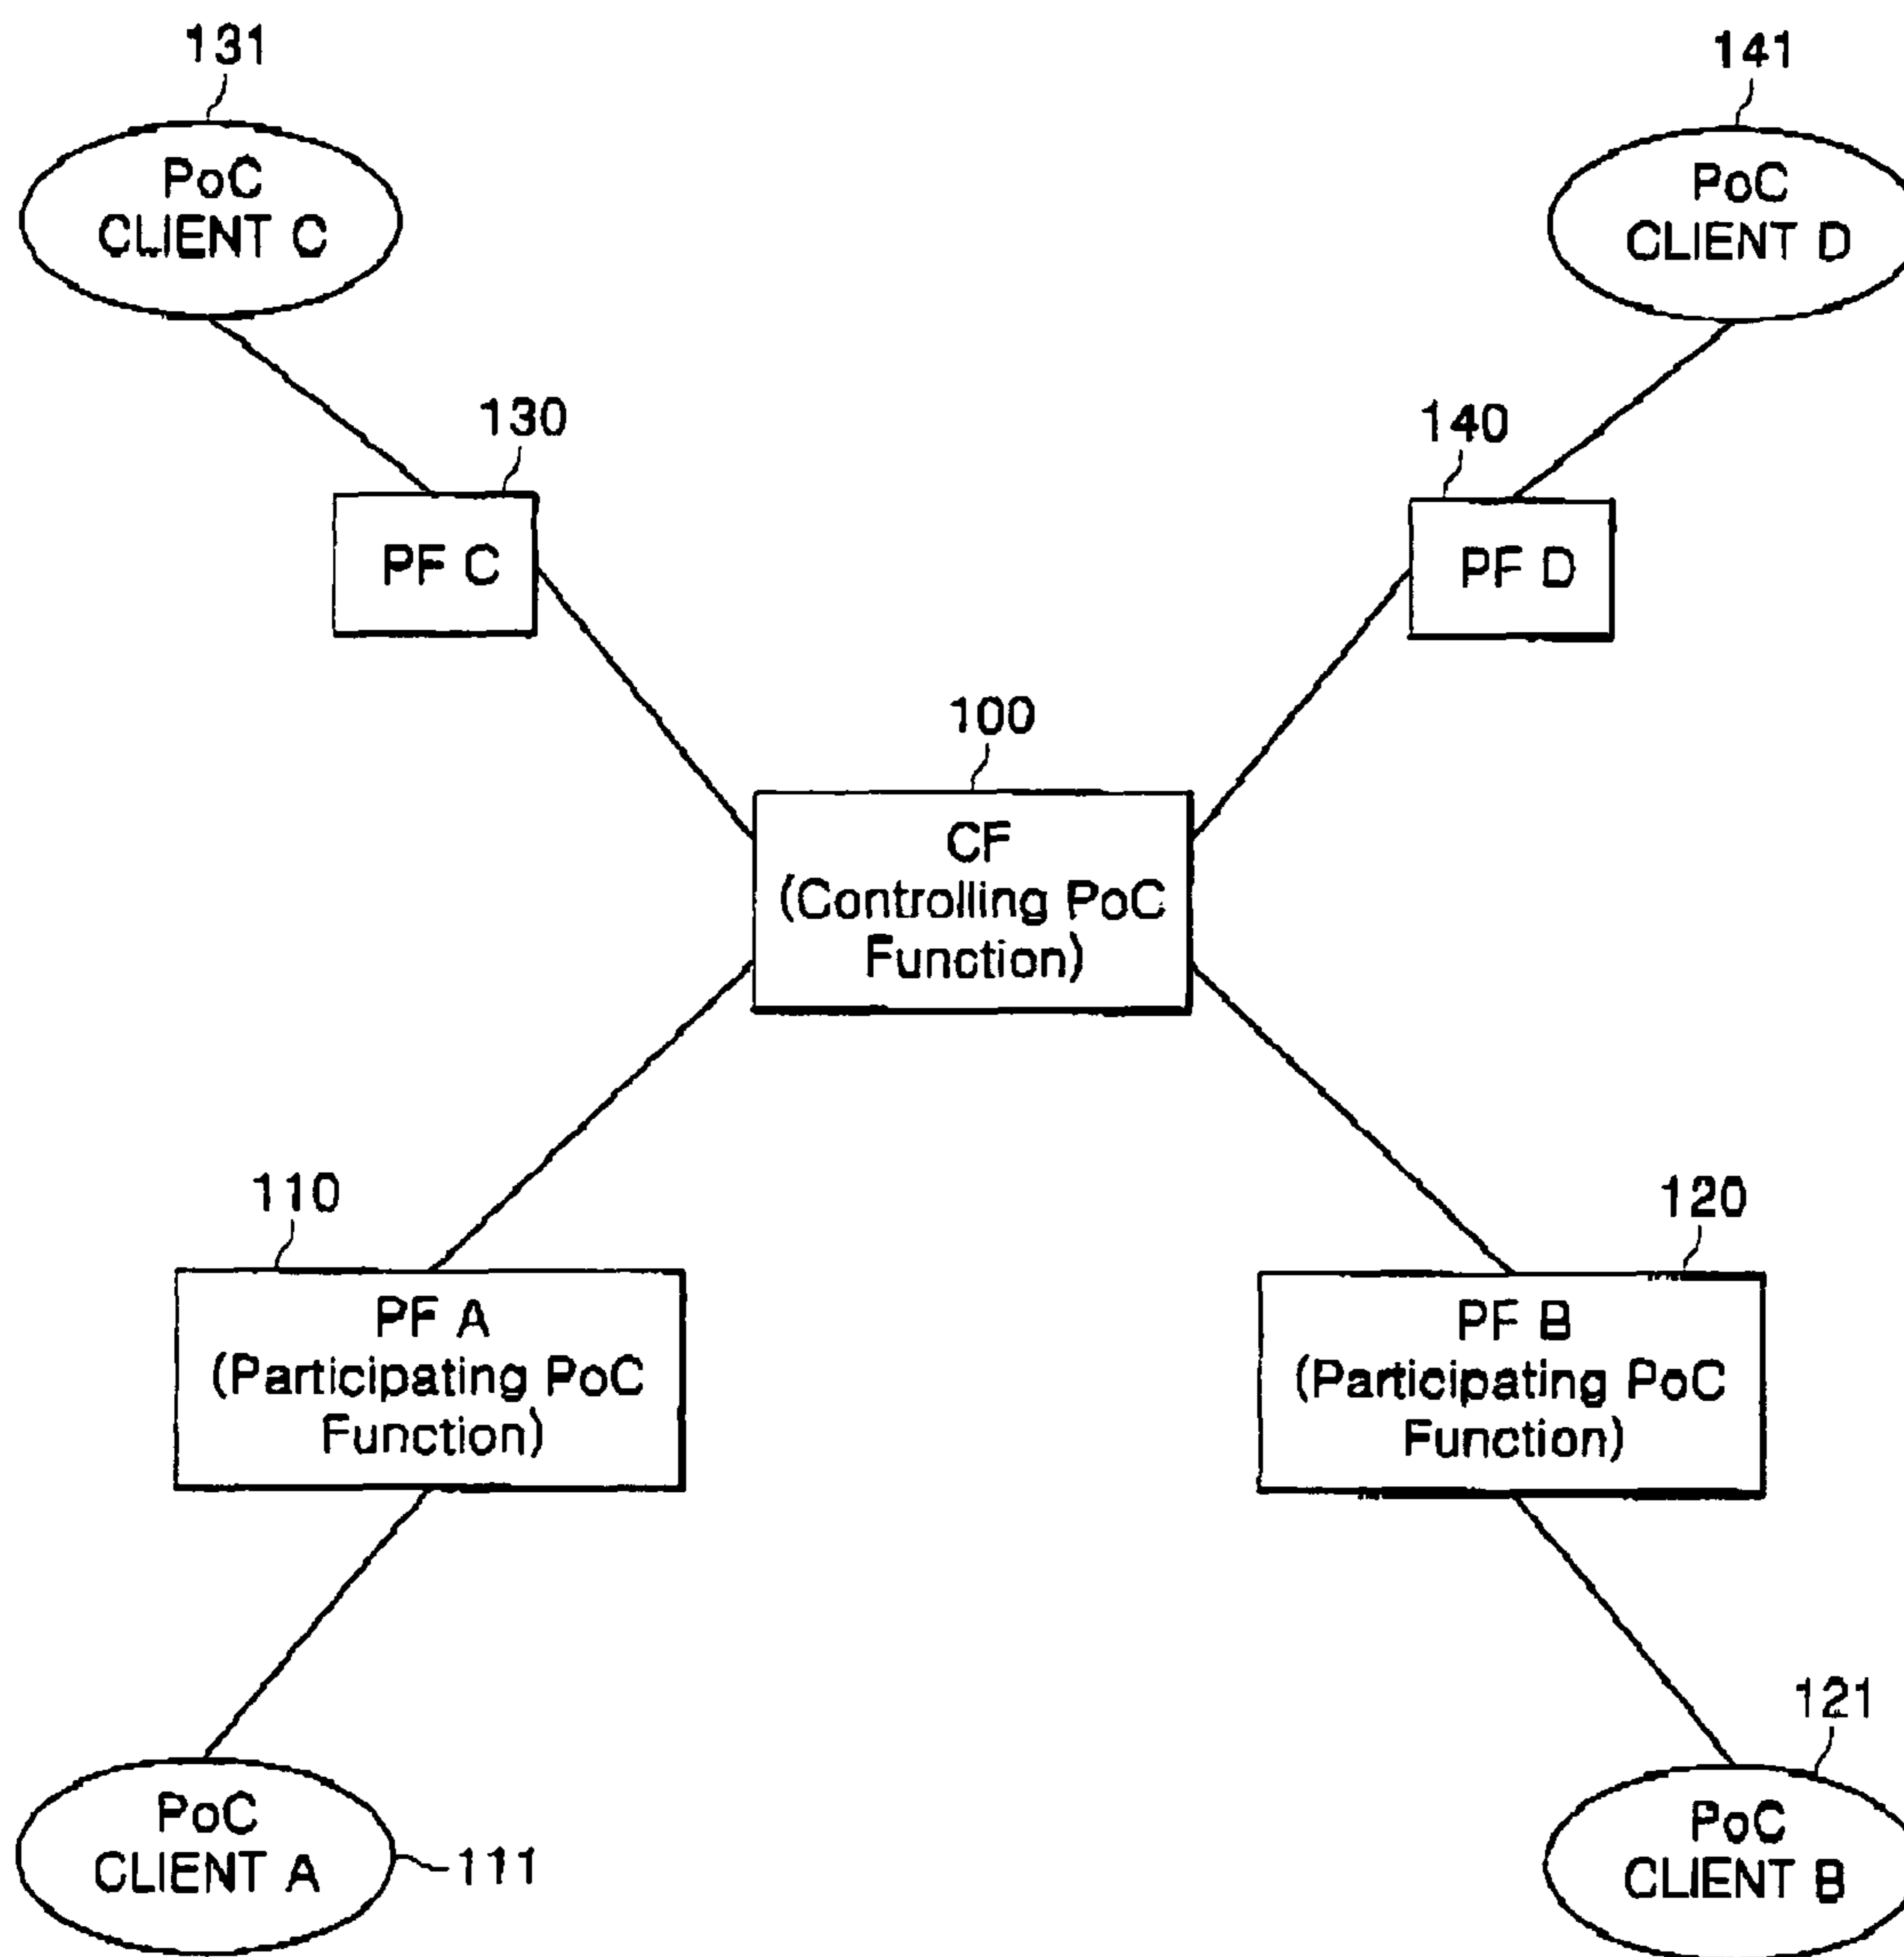 131
141
PoC
CLIENT C
PoC
CLIENT D
130
140
PF C
PF D
100
CF
(Controlling PoC
Function)
110
120
PF A
(Participating PoC
Function)
PF B
(Participating PoC
Function)
121
PoC
CLIENT A
111
PoC
CLIENT B